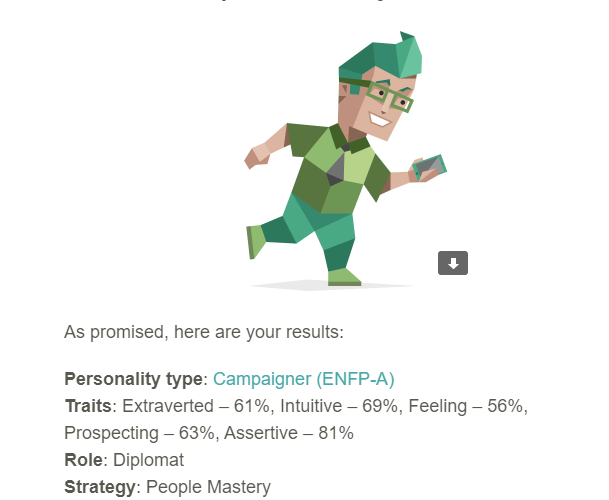 As promised, here are your results:
Personality type: Campaigner (ENFP-A)
Traits: Extraverted – 61%, Intuitive – 69%, Feeling – 56%,
Prospecting – 63%, Assertive – 81%
Role: Diplomat
Strategy: People Mastery